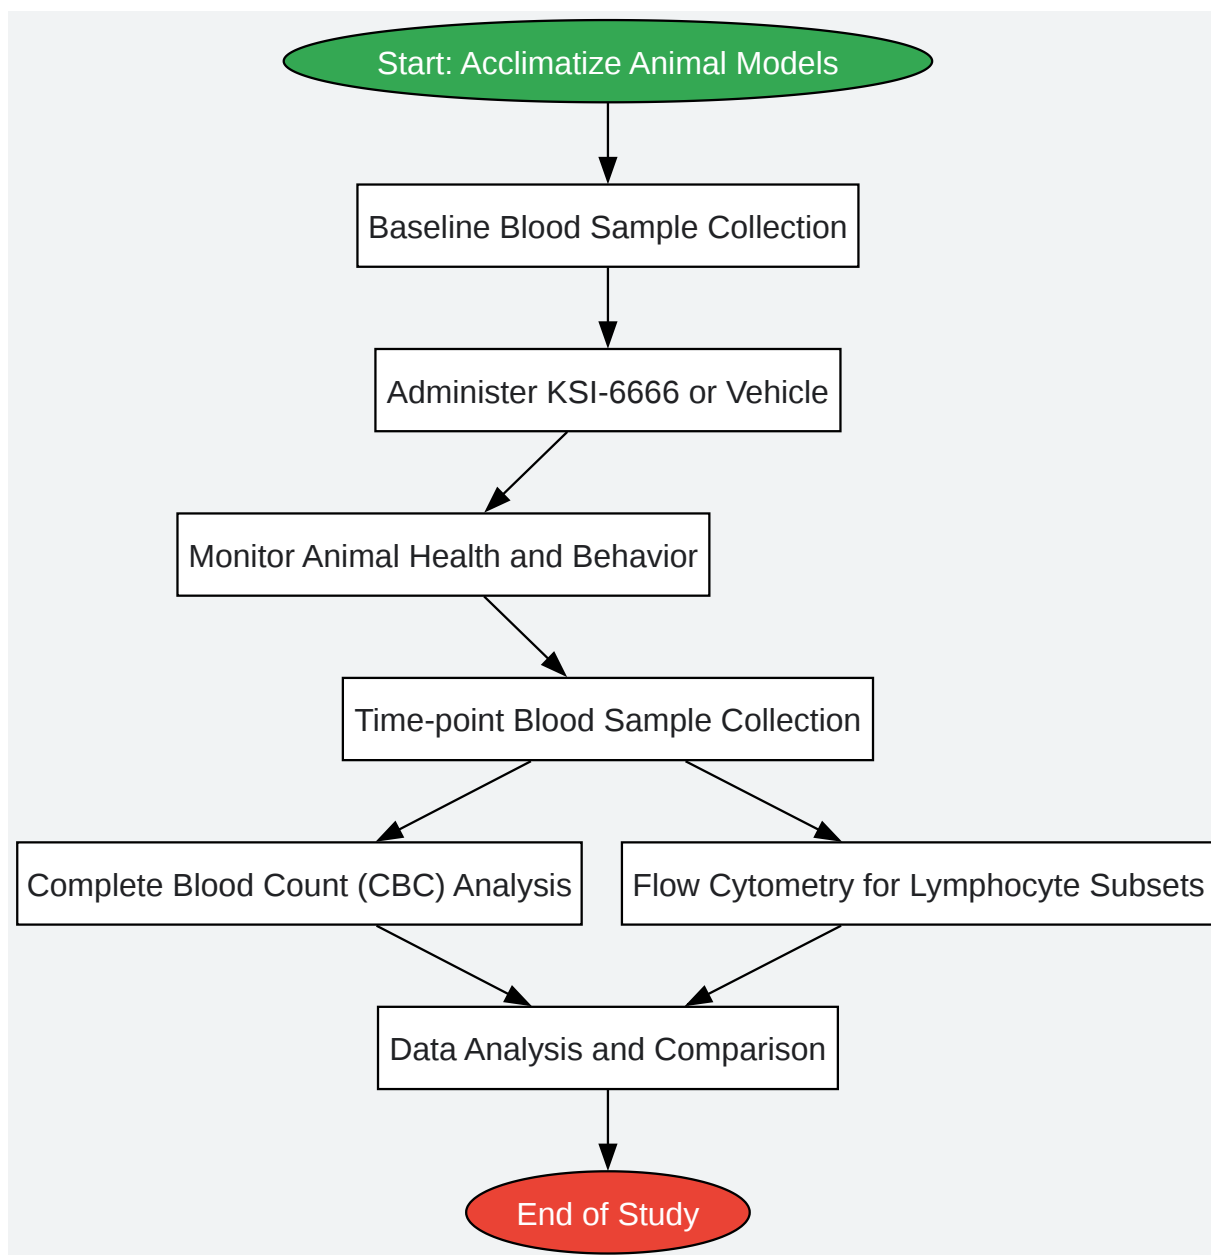 Start: Acclimatize Animal Models
Baseline Blood Sample Collection
Administer KSI-6666 or Vehicle
Monitor Animal Health and Behavior
Time-point Blood Sample Collection
Complete Blood Count (CBC) Analysis
Flow Cytometry for Lymphocyte Subsets
Data Analysis and Comparison
End of Study